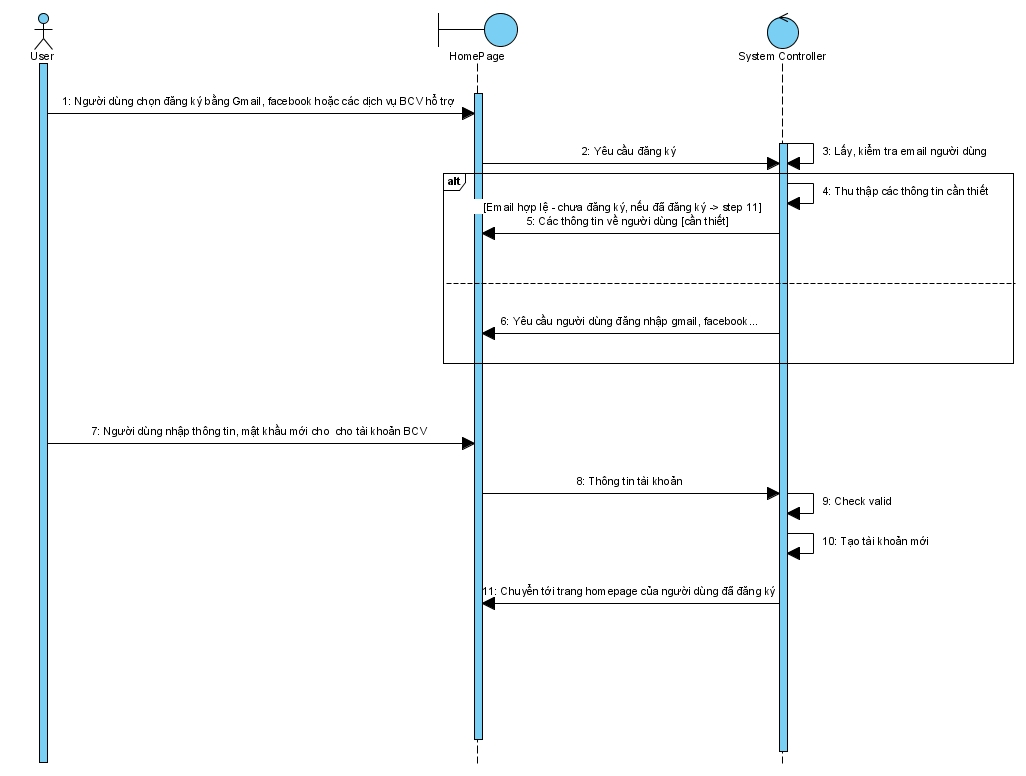 User
HomePage
System Controller
1: Người dùng chọn đăng ký bằng Gmail, facebook hoặc các dịch vụ BCV hổ trợ
2: Yêu cầu đăng ký
3: Lấy, kiểm tra email người dùng
alt
4: Thu thập các thông tin cần thiết
[Email hợp lệ - chưa đăng ký, nếu đã đăng ký -> step 11]
5: Các thông tin về người dùng [cần thiết]
6: Yêu cầu người dùng đăng nhập gmail, facebook...
7: Người dùng nhập thông tin, mật khẩu mới cho cho tài khoản BCV
8: Thông tin tài khoản
9: Check valid
10: Tạo tài khoản mới
11: Chuyển tới trang homepage của người dùng đã đăng ký